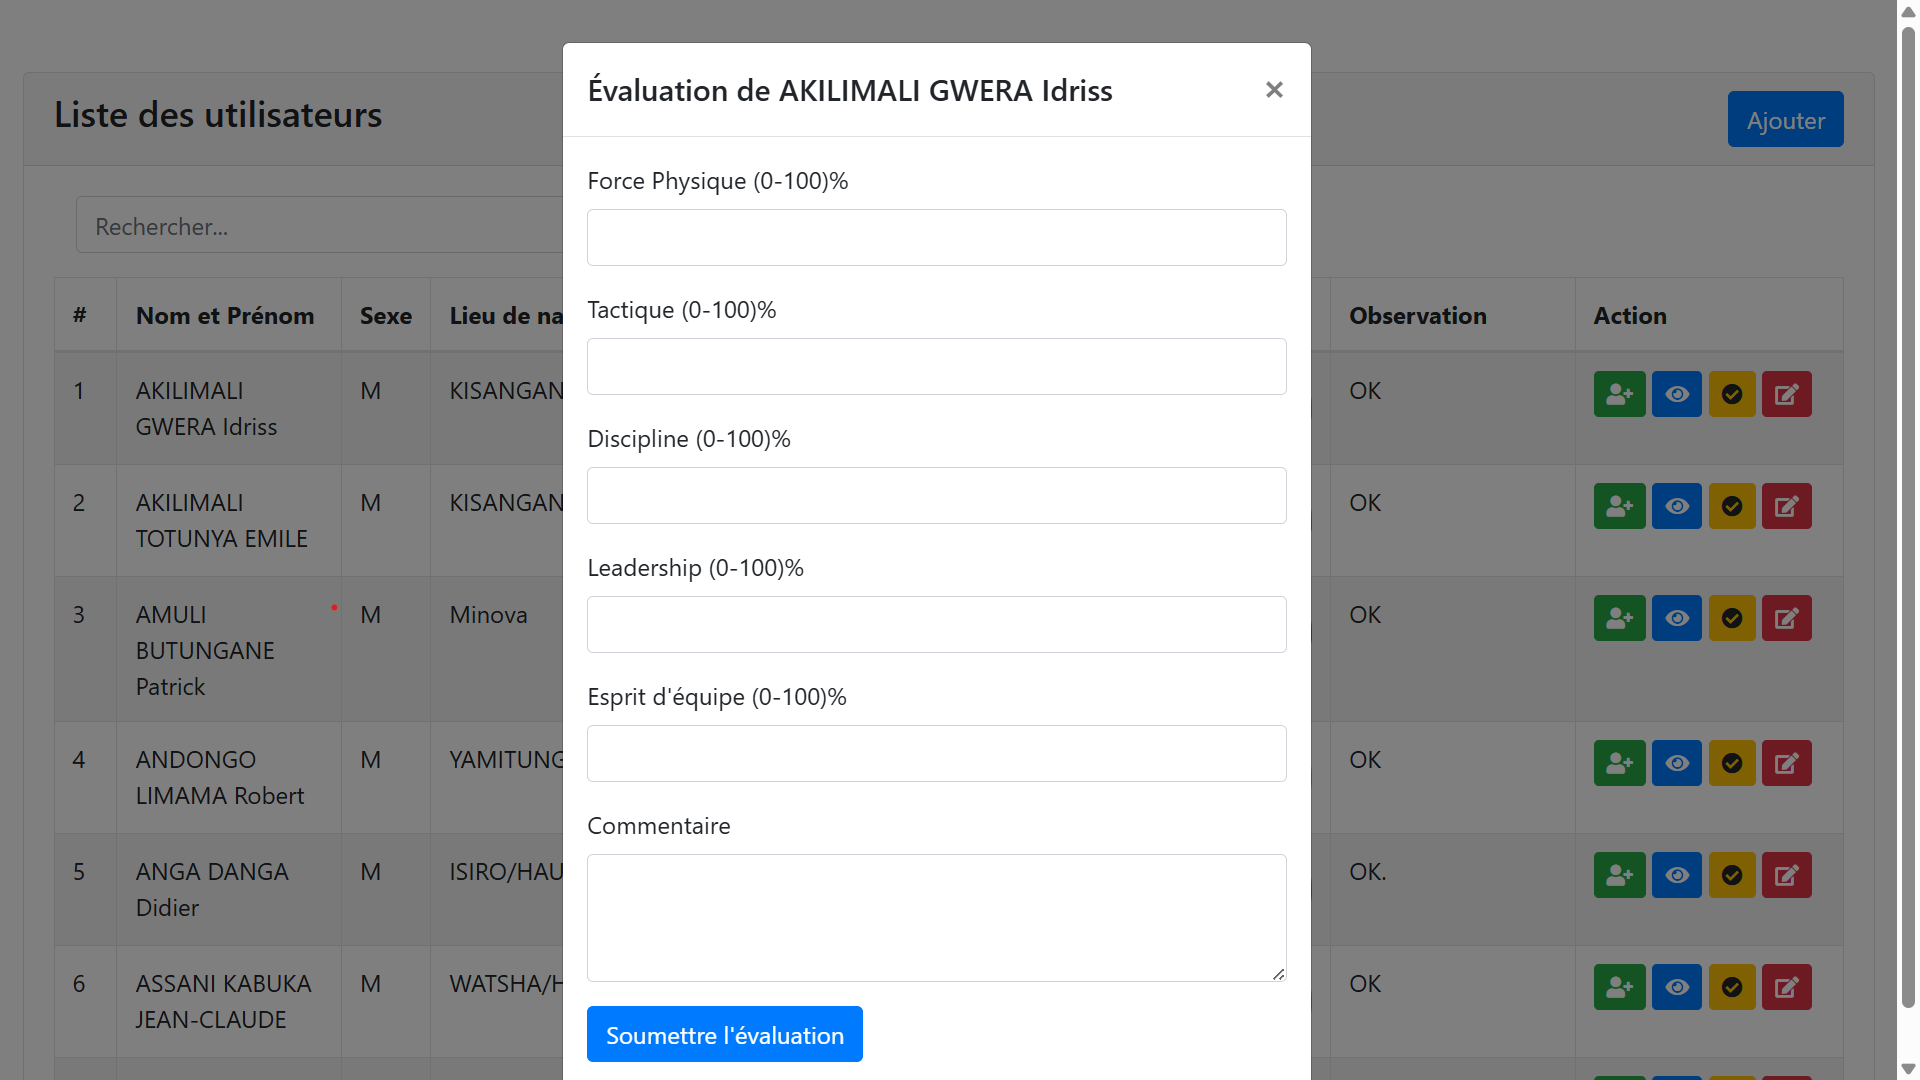 Évaluation de AKILIMALI GWERA Idriss ×
Liste des utilisateurs
Ajouter
Rechercher...
# Nom et Prénom Sexe Lieu de na Observation Action
1 AKILIMALI GWERA Idriss M KISANGAN OK
2 AKILIMALI TOTUNYA EMILE M KISANGAN OK
3 AMULI BUTUNGANE Patrick M Minova OK
4 ANDONGO LIMAMA Robert M YAMITUNG OK
5 ANGA DANGA Didier M ISIRO/HAU OK.
6 ASSANI KABUKA JEAN-CLAUDE M WATSHA/H OK
Force Physique (0-100)%
Tactique (0-100)%
Discipline (0-100)%
Leadership (0-100)%
Esprit d'équipe (0-100)%
Commentaire
Soumettre l'évaluation